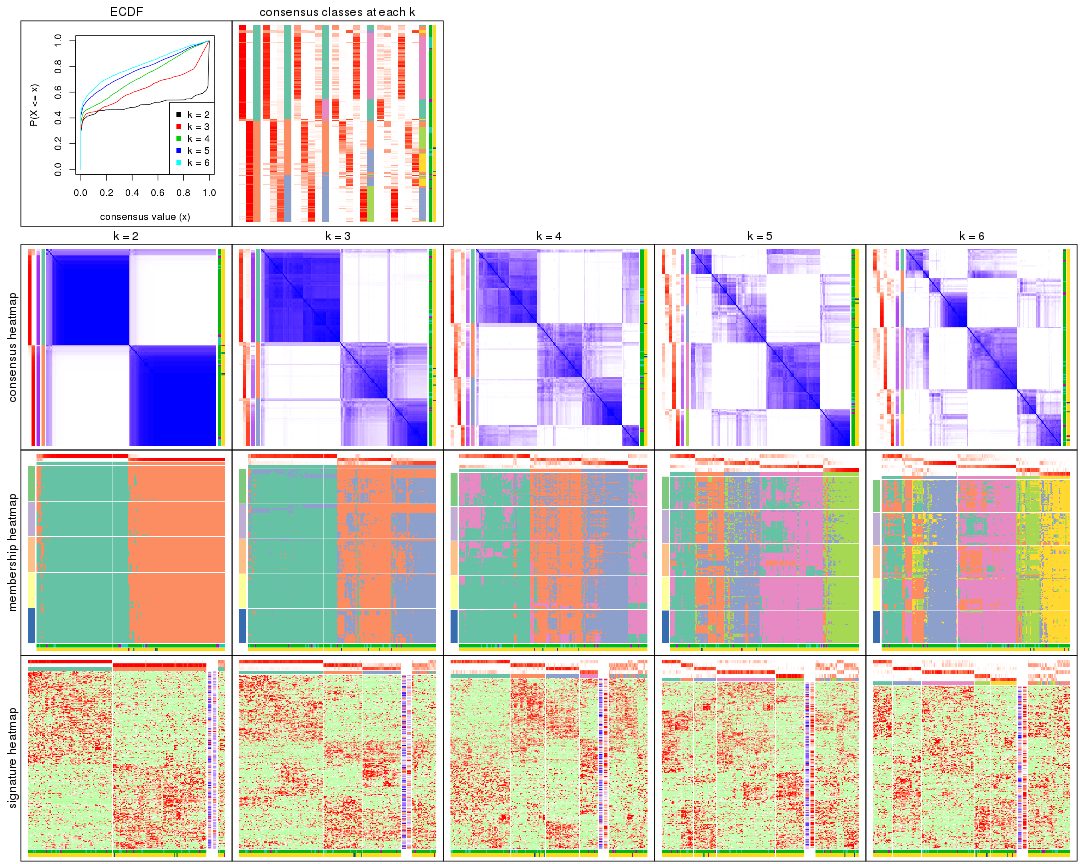 ECDF
consensus classes at each k
P(X <= x)
0.0
0.2
0.4
0.6
0.8
1.0
k = 2
k = 3
k = 4
k = 5
k = 6
0.0 0.2 0.4 0.6 0.8 1.0
consensus value (x)
k = 2
k = 3
k = 4
k = 5
k = 6
consensus heatmap
membership heatmap
signature heatmap